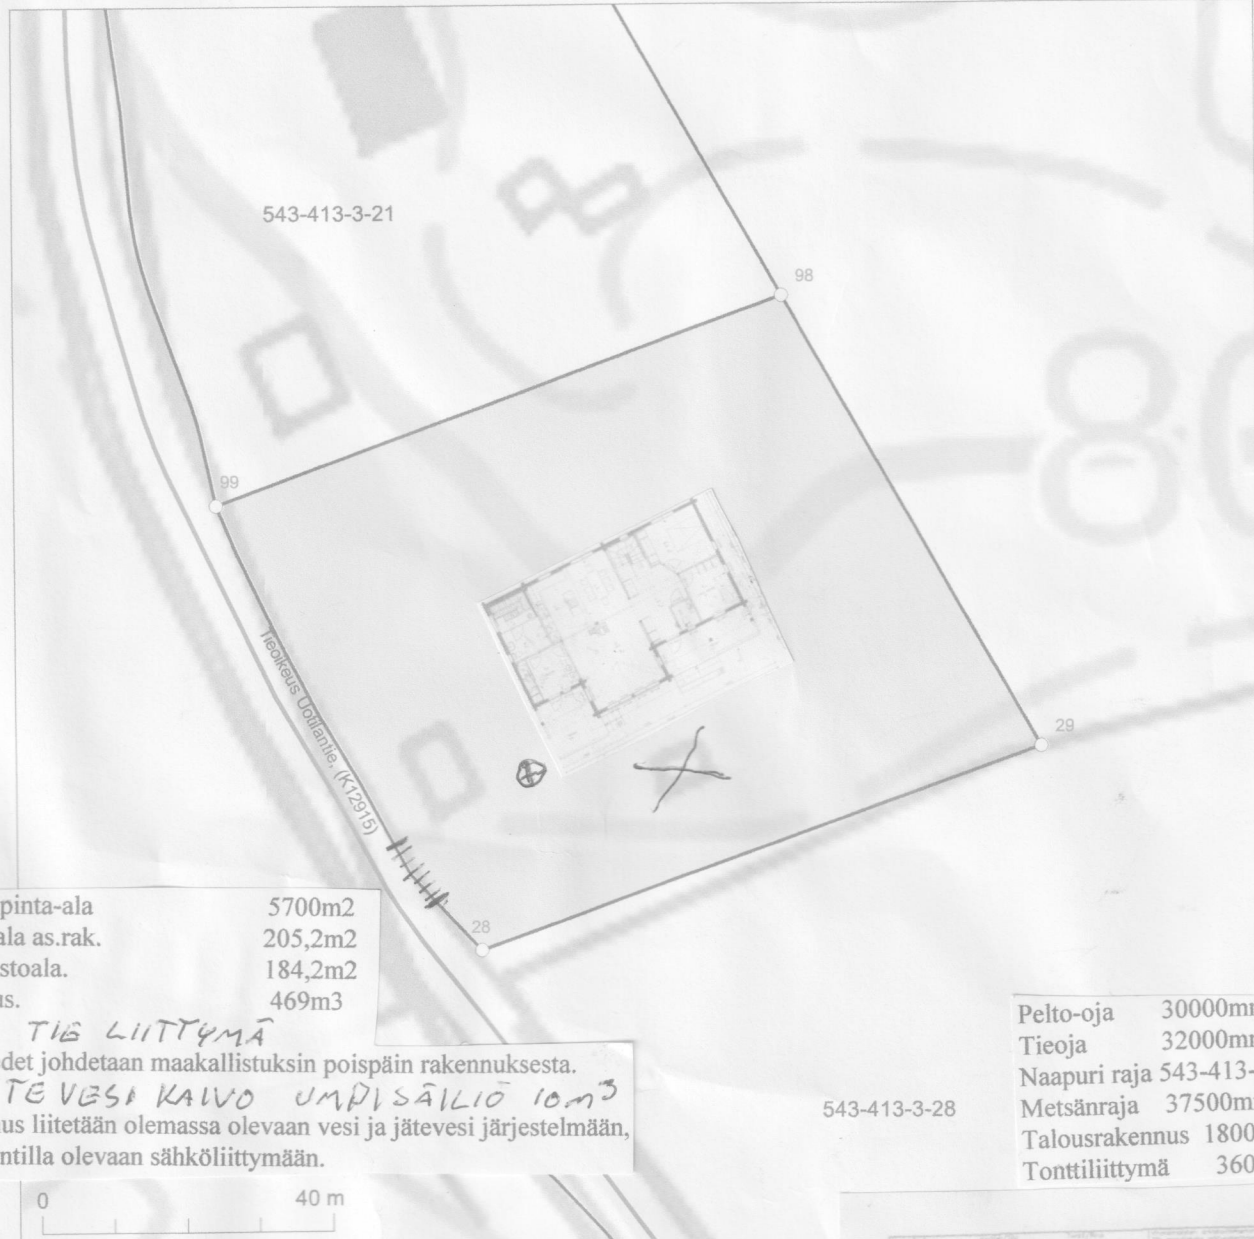 543-413-3-21
98
8
99
Tieoikeus Uotilantie, (K12915)
29
28
pinta-ala 5700m2
ala as.rak. 205,2m2
stoala. 184,2m2
us. 469m3
TIE LIITTYMÄ
det johdetaan maakallistuksin poispäin rakennuksesta.
TEVESI KAIVO UMPISÄILIÖ 10m³
us liitetään olemassa olevaan vesi ja jätevesi järjestelmään,
ntilla olevaan sähköliittymään.
0 40 m
543-413-3-28
Pelto-oja 30000mm
Tieoja 32000mm
Naapuri raja 543-413-
Metsänraja 37500m
Talousrakennus 1800
Tonttiliittymä 360